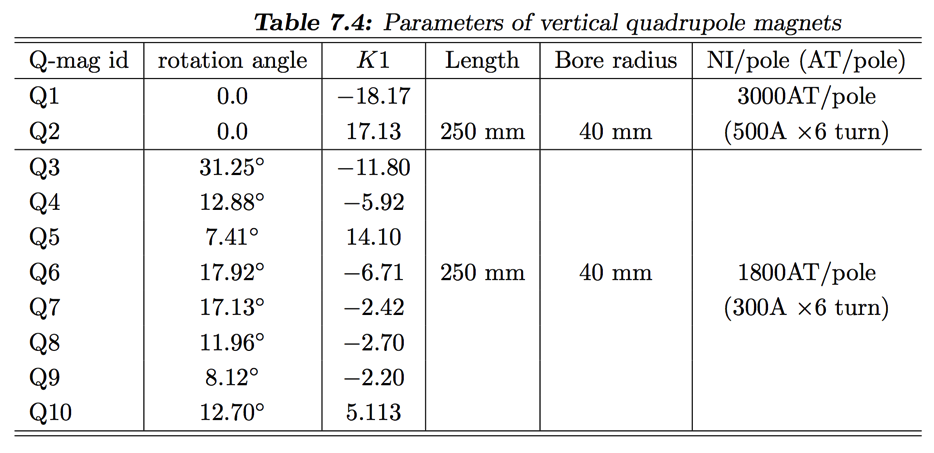 Table 7.4: Parameters of vertical quadrupole magnets
Q-mag id rotation angle K1 Length Bore radius NI/pole (AT/pole)
Q1 0.0 −18.17 3000AT/pole
Q2 0.0 17.13 250 mm 40 mm (500A ×6 turn)
Q3 31.25° −11.80
Q4 12.88° −5.92
Q5 7.41° 14.10
Q6 17.92° −6.71 250 mm 40 mm 1800AT/pole
Q7 17.13° −2.42 (300A ×6 turn)
Q8 11.96° −2.70
Q9 8.12° −2.20
Q10 12.70° 5.113